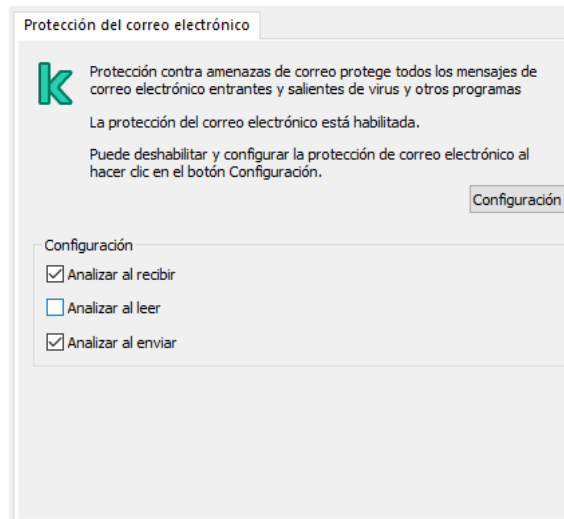 Protección del correo electrónico
Protección contra amenazas de correo protege todos los mensajes de
correo electrónico entrantes y salientes de virus y otros programas
La protección del correo electrónico está habilitada.
Puede deshabilitar y configurar la protección de correo electrónico al
hacer clic en el botón Configuración.
Configuración
Configuración
Analizar al recibir
Analizar al leer
Analizar al enviar